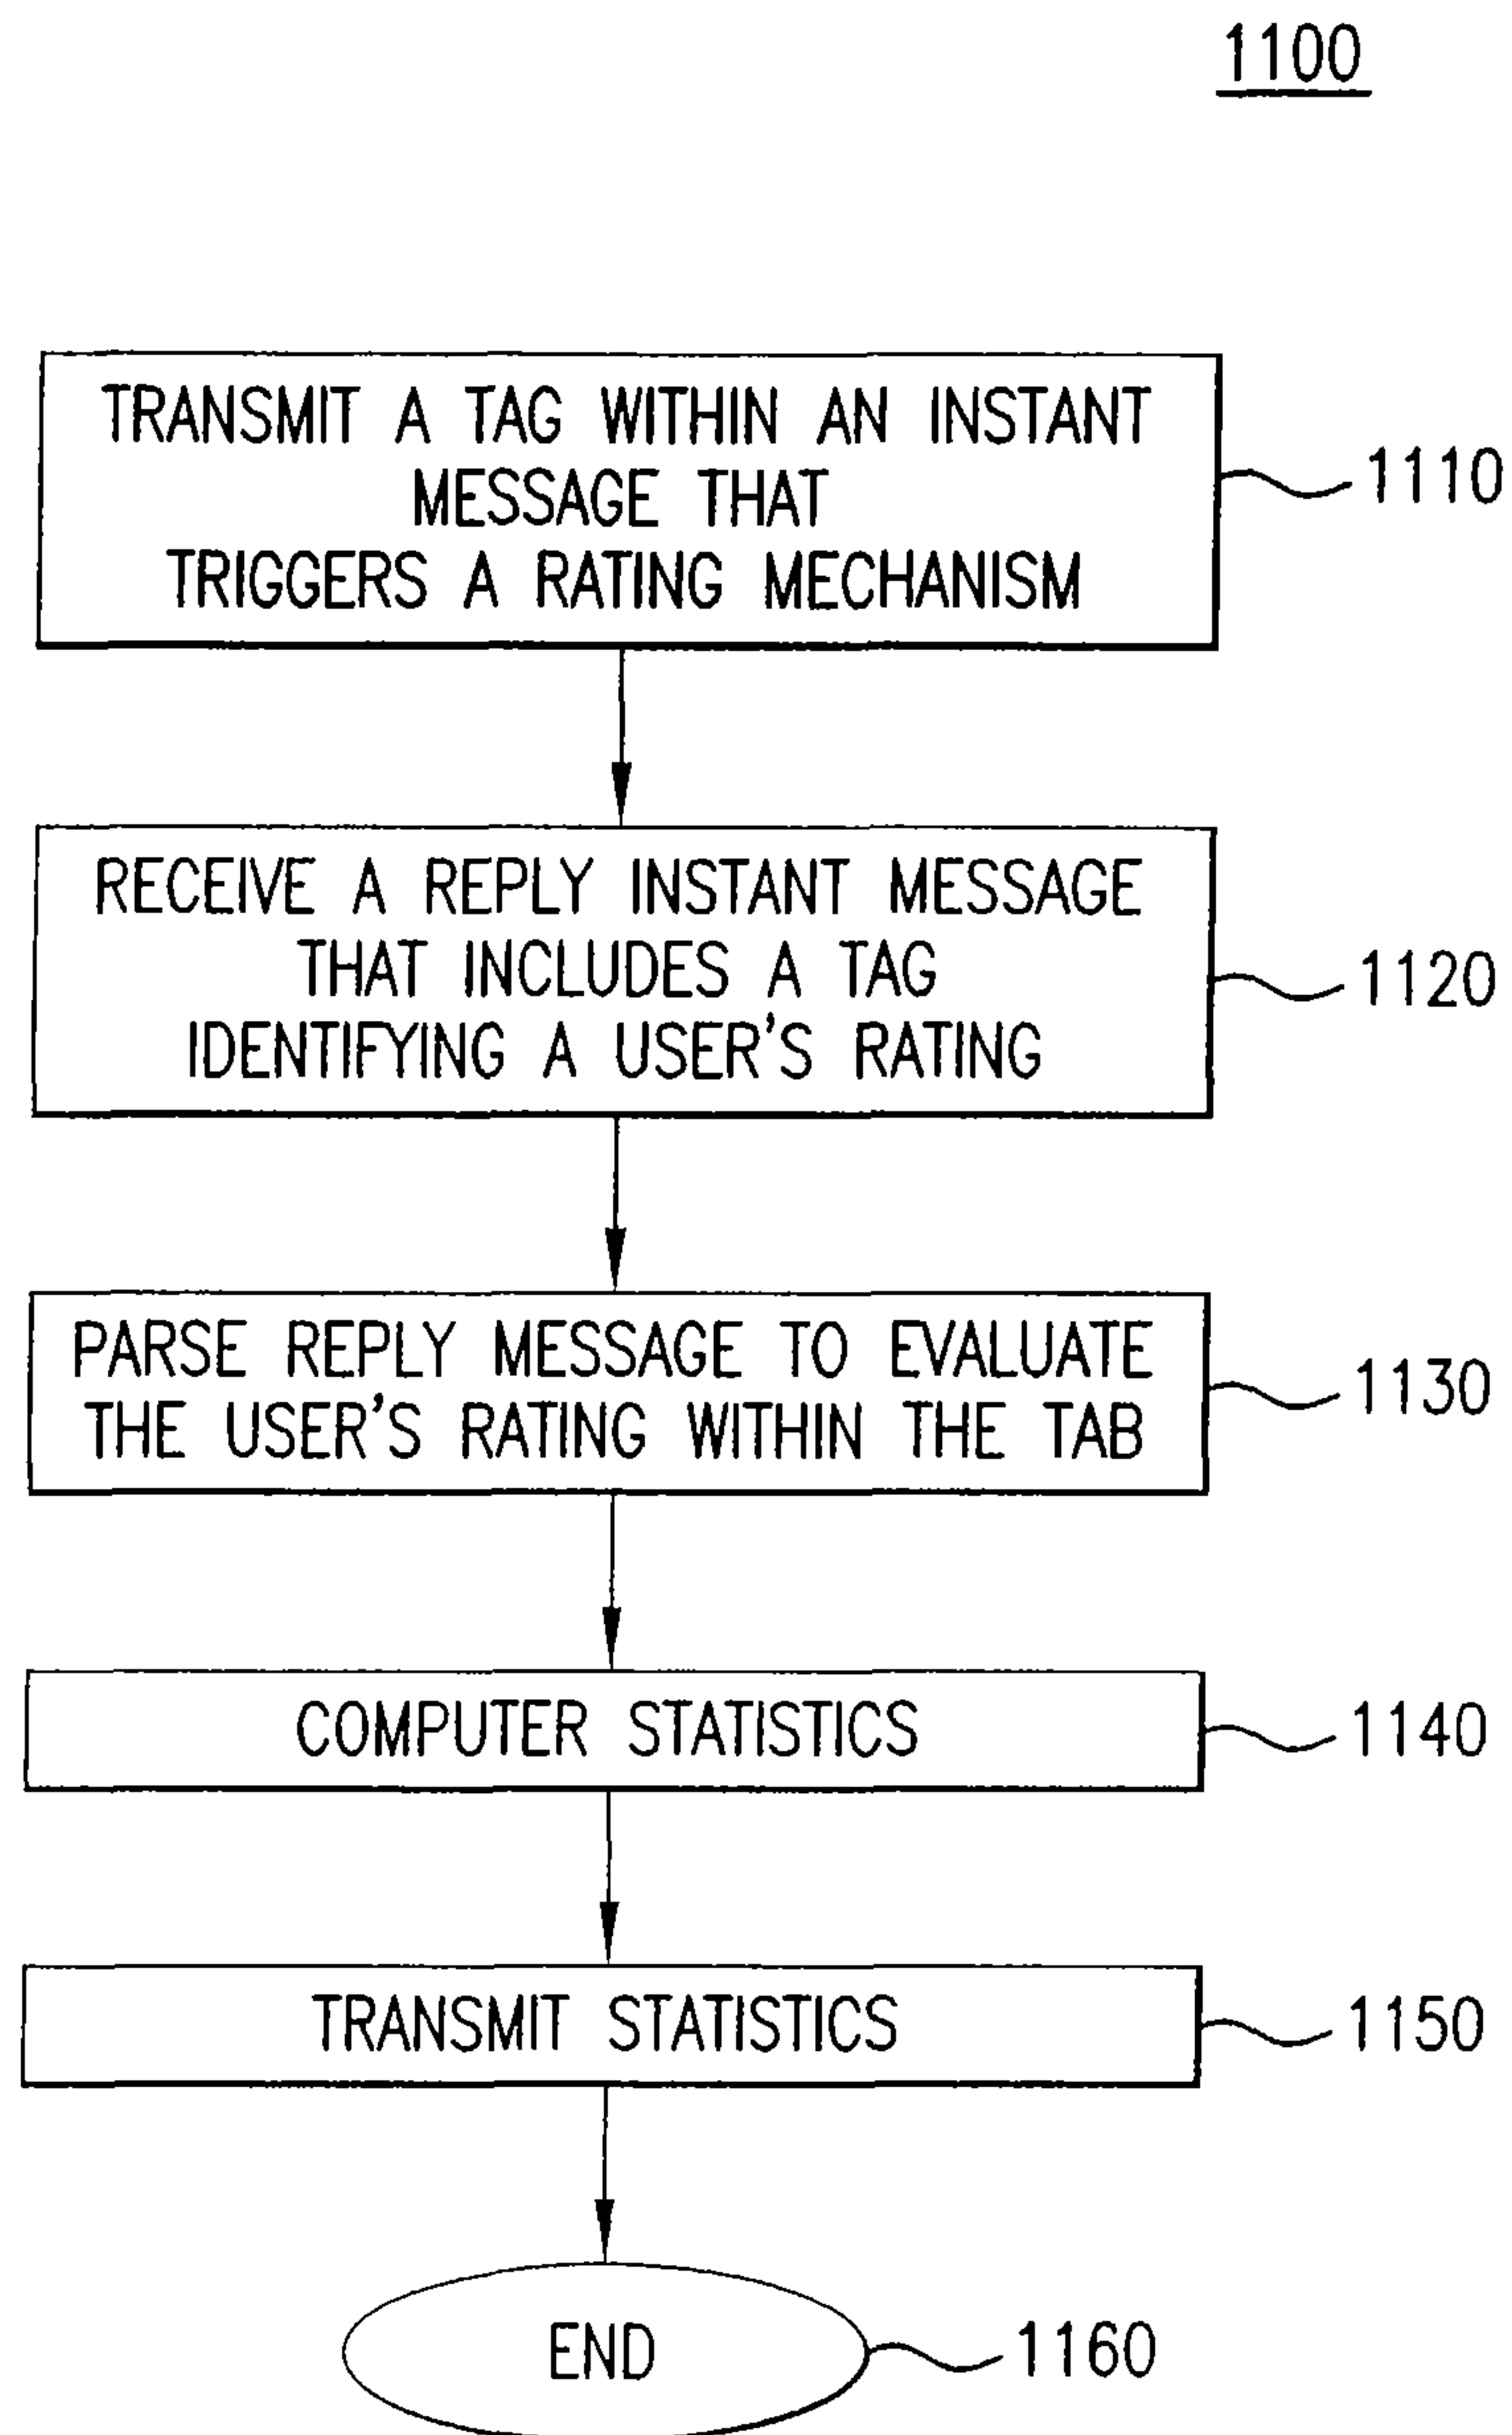 1100
TRANSMIT A TAG WITHIN AN INSTANT
MESSAGE THAT
TRIGGERS A RATING MECHANISM
1110
RECEIVE A REPLY INSTANT MESSAGE
THAT INCLUDES A TAG
IDENTIFYING A USER'S RATING
1120
PARSE REPLY MESSAGE TO EVALUATE
THE USER'S RATING WITHIN THE TAB
1130
COMPUTER STATISTICS
1140
TRANSMIT STATISTICS
1150
END
1160